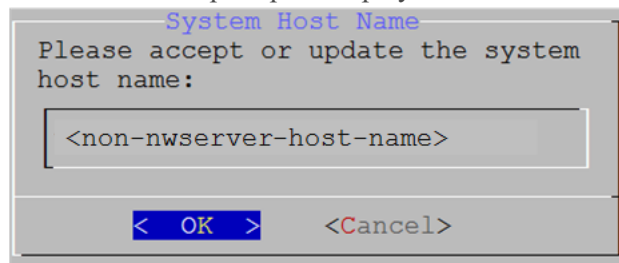 System Host Name
Please accept or update the system
host name:
<non-nwserver-host-name>
< OK > <Cancel>